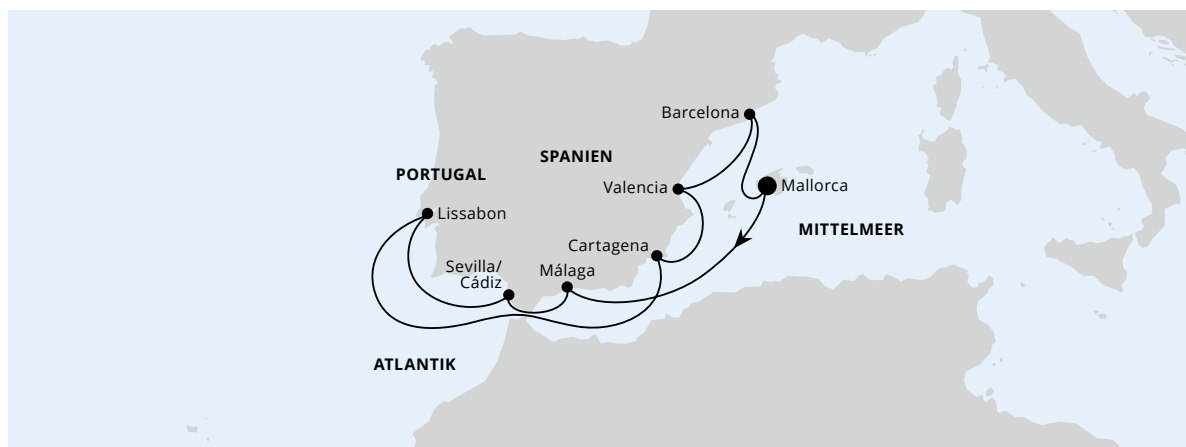 Barcelona
SPANIEN
PORTUGAL
Valencia
Mallorca
Lissabon
MITTELMEER
Cartagena
Sevilla/
Cádiz
Málaga
ATLANTIK